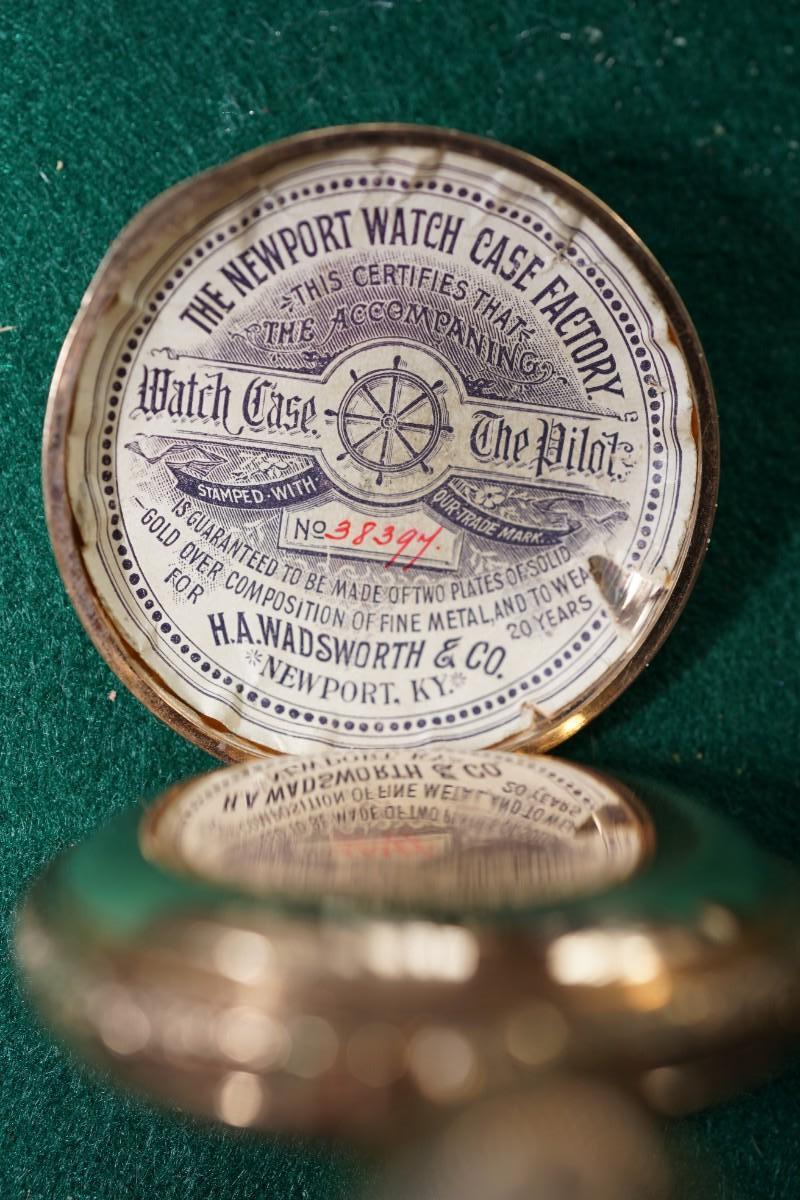 THE NEWPORT WATCH CASE FACTORY.
THIS CERTIFIES THAT
THE ACCOMPANING
Watch Case. The Pilot.
STAMPED·WITH· OUR·TRADE MARK.
No 38397.
IS GUARANTEED TO BE MADE OF TWO PLATES OF SOLID
GOLD OVER COMPOSITION OF FINE METAL, AND TO WEA
FOR 20 YEARS
H.A. WADSWORTH & CO.
NEWPORT, KY.